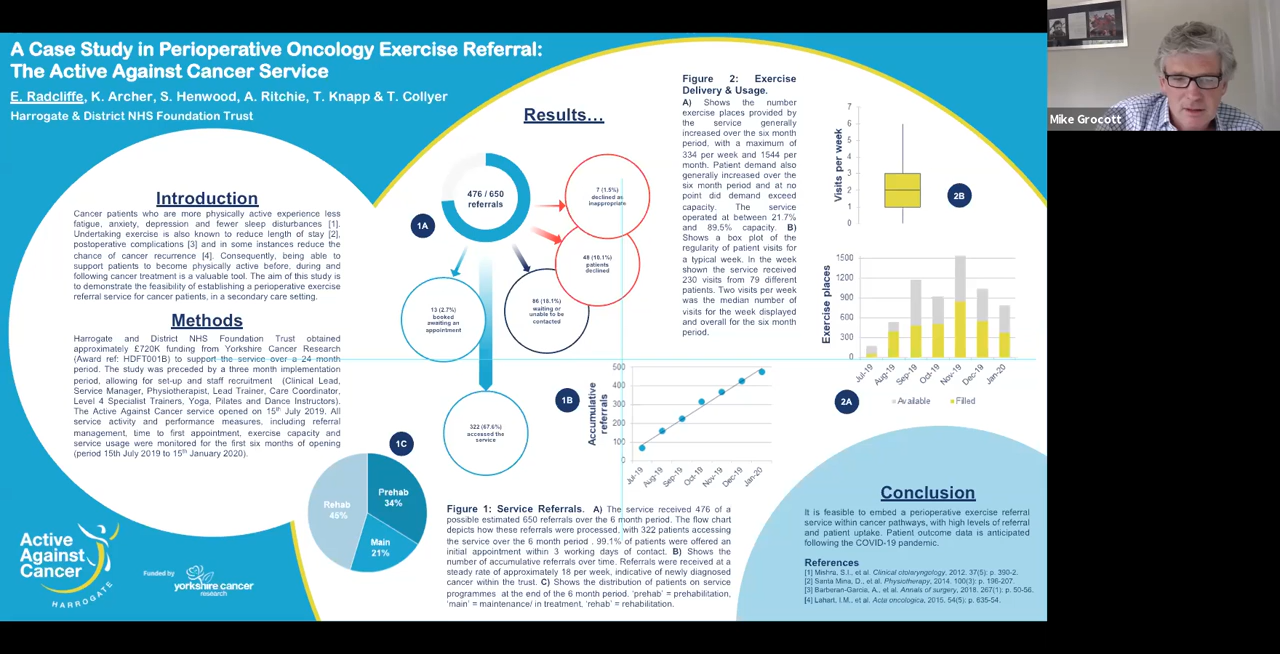 A Case Study in Perioperative Oncology Exercise Referral:
The Active Against Cancer Service
E. Radcliffe, K. Archer, S. Henwood, A. Ritchie, T. Knapp & T. Collyer
Harrogate & District NHS Foundation Trust
Mike Grocott
Introduction
Cancer patients who are more physically active experience less
fatigue, anxiety, depression and fewer sleep disturbances [1].
Undertaking exercise is also known to reduce length of stay [2],
postoperative complications [3] and in some instances reduce the
chance of cancer recurrence [4]. Consequently, being able to
support patients to become physically active before, during and
following cancer treatment is a valuable tool. The aim of this study is
to demonstrate the feasibility of establishing a perioperative exercise
referral service for cancer patients, in a secondary care setting.
Methods
Harrogate and District NHS Foundation Trust obtained
approximately £720K funding from Yorkshire Cancer Research
(Award ref: HDFT001B) to support the service over a 24 month
period. The study was preceded by a three month implementation
period, allowing for set-up and staff recruitment (Clinical Lead,
Service Manager, Physiotherapist, Lead Trainer, Care Coordinator,
Level 4 Specialist Trainers, Yoga, Pilates and Dance Instructors).
The Active Against Cancer service opened on 15th July 2019. All
service activity and performance measures, including referral
management, time to first appointment, exercise capacity and
service usage were monitored for the first six months of opening
(period 15th July 2019 to 15th January 2020).
Active
Against
Cancer
HARROGATE
Funded by
yorkshire cancer
research
Results…
1A
476 / 650
referrals
7 (1.5%)
declined as
inappropriate
48 (10.1%)
patients
declined
86 (18.1%)
waiting or
unable to be
contacted
13 (2.7%)
booked
awaiting an
appointment
322 (67.6%)
accessed the
service
1B
Accumulative
referrals
500
400
300
200
100
0
Jul-19
Aug-19
Sep-19
Oct-19
Nov-19
Dec-19
Jan-20
1C
Rehab
46%
Prehab
34%
Main
21%
Figure 1: Service Referrals. A) The service received 476 of a
possible estimated 650 referrals over the 6 month period. The flow chart
depicts how these referrals were processed, with 322 patients accessing
the service over the 6 month period . 99.1% of patients were offered an
initial appointment within 3 working days of contact. B) Shows the
number of accumulative referrals over time. Referrals were received at a
steady rate of approximately 18 per week, indicative of newly diagnosed
cancer within the trust. C) Shows the distribution of patients on service
programmes at the end of the 6 month period. 'prehab' = prehabilitation,
'main' = maintenance/ in treatment, 'rehab' = rehabilitation.
Figure 2: Exercise
Delivery & Usage.
A) Shows the number
exercise places provided by
the service generally
increased over the six month
period, with a maximum of
334 per week and 1544 per
month. Patient demand also
generally increased over the
six month period and at no
point did demand exceed
capacity. The service
operated at between 21.7%
and 89.5% capacity. B)
Shows a box plot of the
regularity of patient visits for
a typical week. In the week
shown the service received
230 visits from 79 different
patients. Two visits per week
was the median number of
visits for the week displayed
and overall for the six month
period.
Visits per week
7
6
5
4
3
2
1
0
2B
Exercise places
1500
1200
900
600
300
0
Jul-19
Aug-19
Sep-19
Oct-19
Nov-19
Dec-19
Jan-20
2A
Available
Filled
Conclusion
It is feasible to embed a perioperative exercise referral
service within cancer pathways, with high levels of referral
and patient uptake. Patient outcome data is anticipated
following the COVID-19 pandemic.
References
[1] Mishra, S.I., et al. Clinical otolaryngology, 2012. 37(5): p. 390-2.
[2] Santa Mina, D., et al. Physiotherapy, 2014. 100(3): p. 196-207.
[3] Barberan-Garcia, A., et al. Annals of surgery, 2018. 267(1): p. 50-56.
[4] Lahart, I.M., et al. Acta oncologica, 2015. 54(5): p. 635-54.